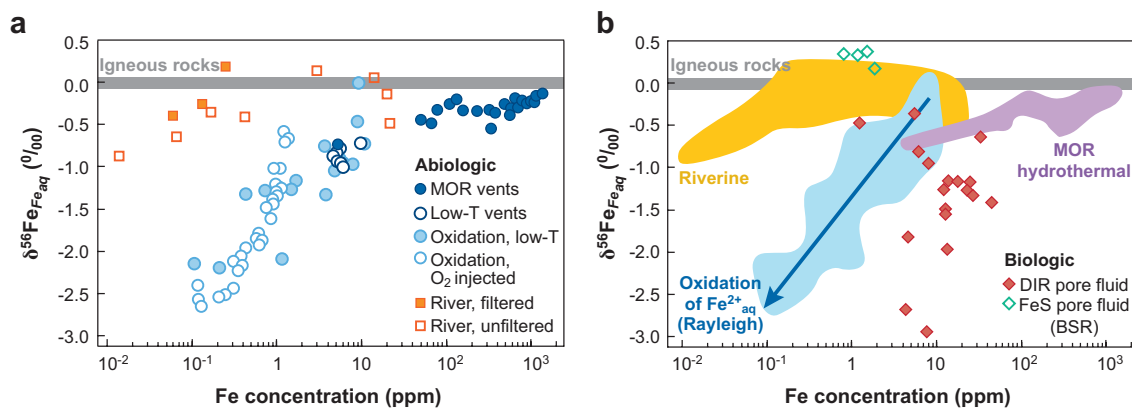 a
0.5
0.0
-0.5
-1.0
-1.5
-2.0
-2.5
-3.0
δ⁵⁶Fe_Fe_aq (⁰/₀₀)
Igneous rocks
Abiologic
MOR vents
Low-T vents
Oxidation, low-T
Oxidation,
O₂ injected
River, filtered
River, unfiltered
10⁻² 10⁻¹ 1 10 10² 10³
Fe concentration (ppm)
b
0.5
0.0
-0.5
-1.0
-1.5
-2.0
-2.5
-3.0
δ⁵⁶Fe_Fe_aq (⁰/₀₀)
Igneous rocks
Riverine
MOR
hydrothermal
Oxidation
of Fe²⁺aq
(Rayleigh)
Biologic
DIR pore fluid
FeS pore fluid
(BSR)
10⁻² 10⁻¹ 1 10 10² 10³
Fe concentration (ppm)